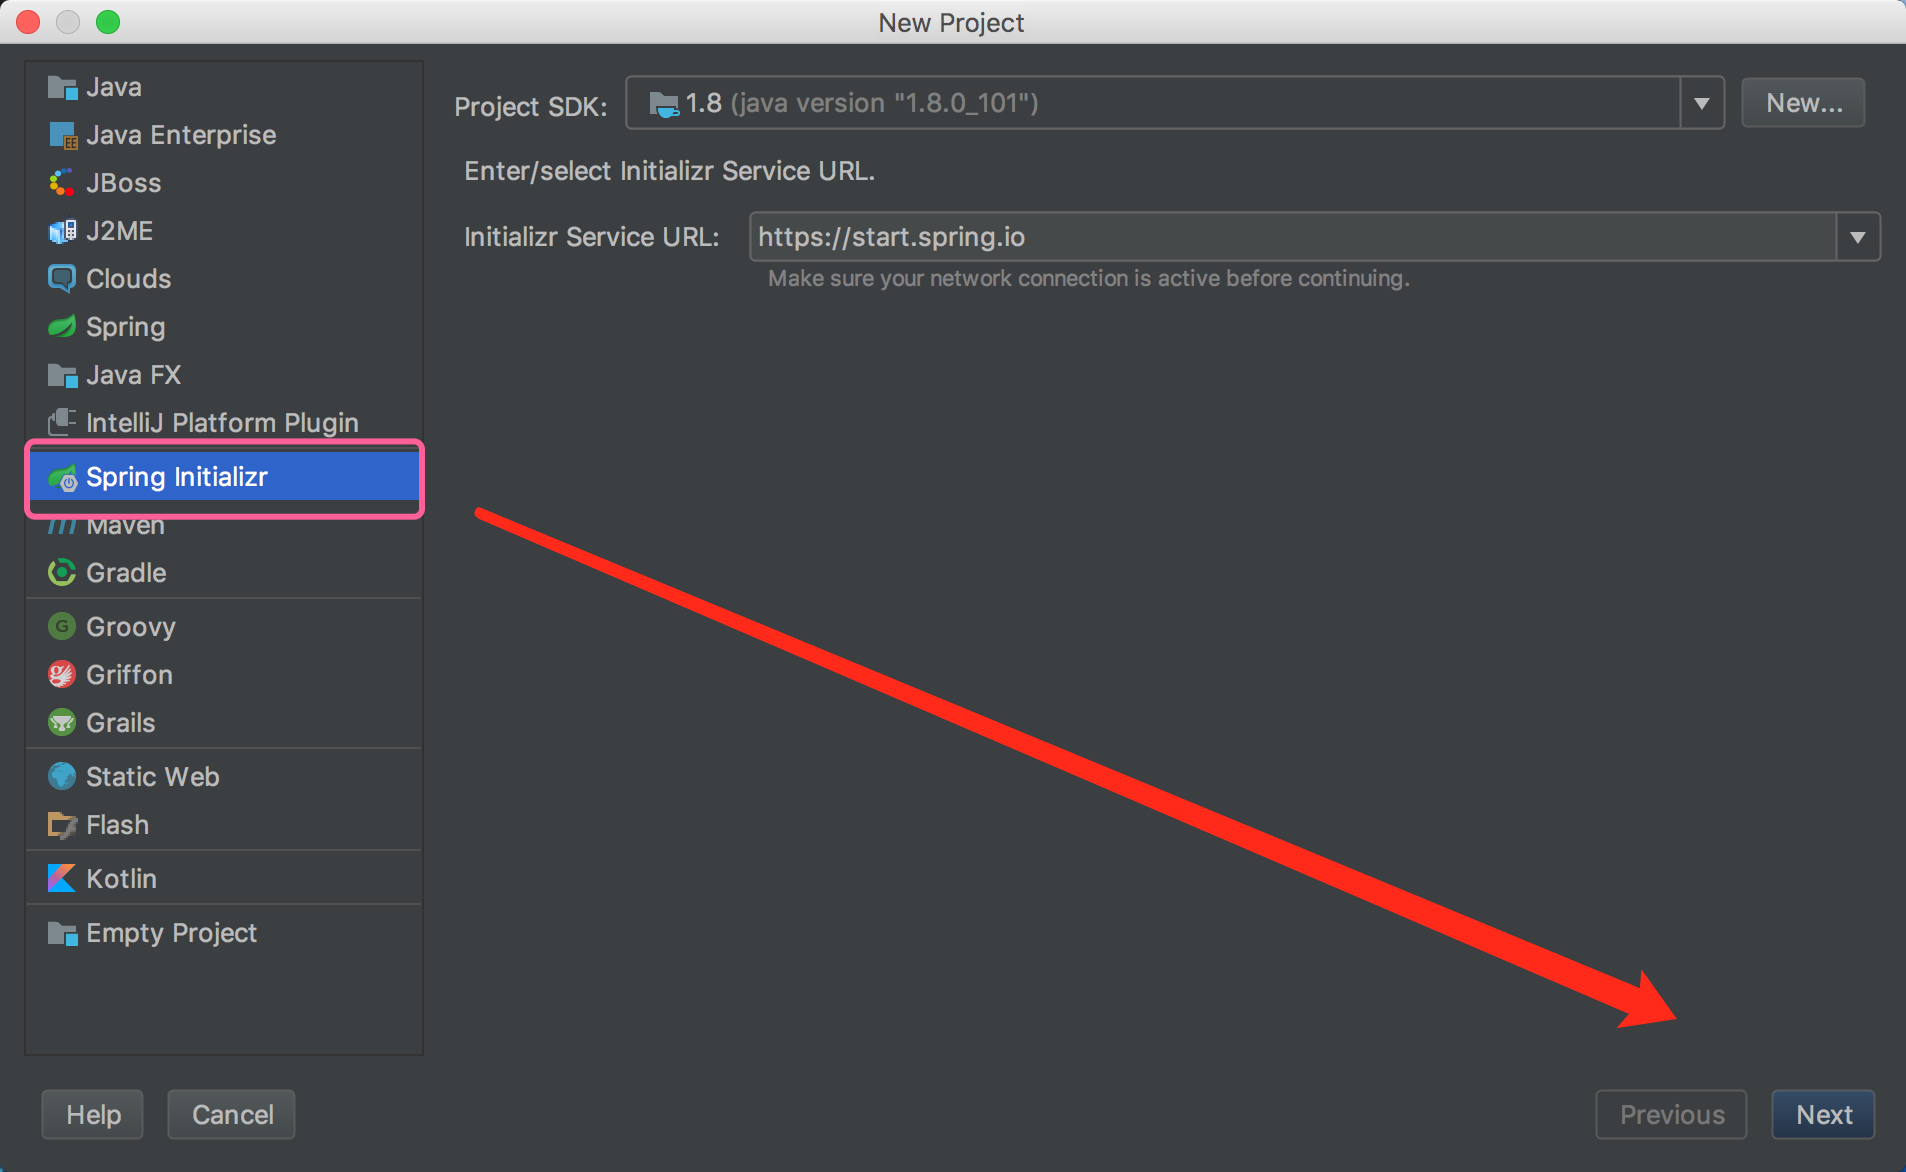 New Project
Java
Java Enterprise
JBoss
J2ME
Clouds
Spring
Java FX
IntelliJ Platform Plugin
Spring Initializr
Maven
Gradle
Groovy
Griffon
Grails
Static Web
Flash
Kotlin
Empty Project
Project SDK: 1.8 (java version "1.8.0_101") New...
Enter/select Initializr Service URL.
Initializr Service URL: https://start.spring.io
Make sure your network connection is active before continuing.
Help Cancel Previous Next